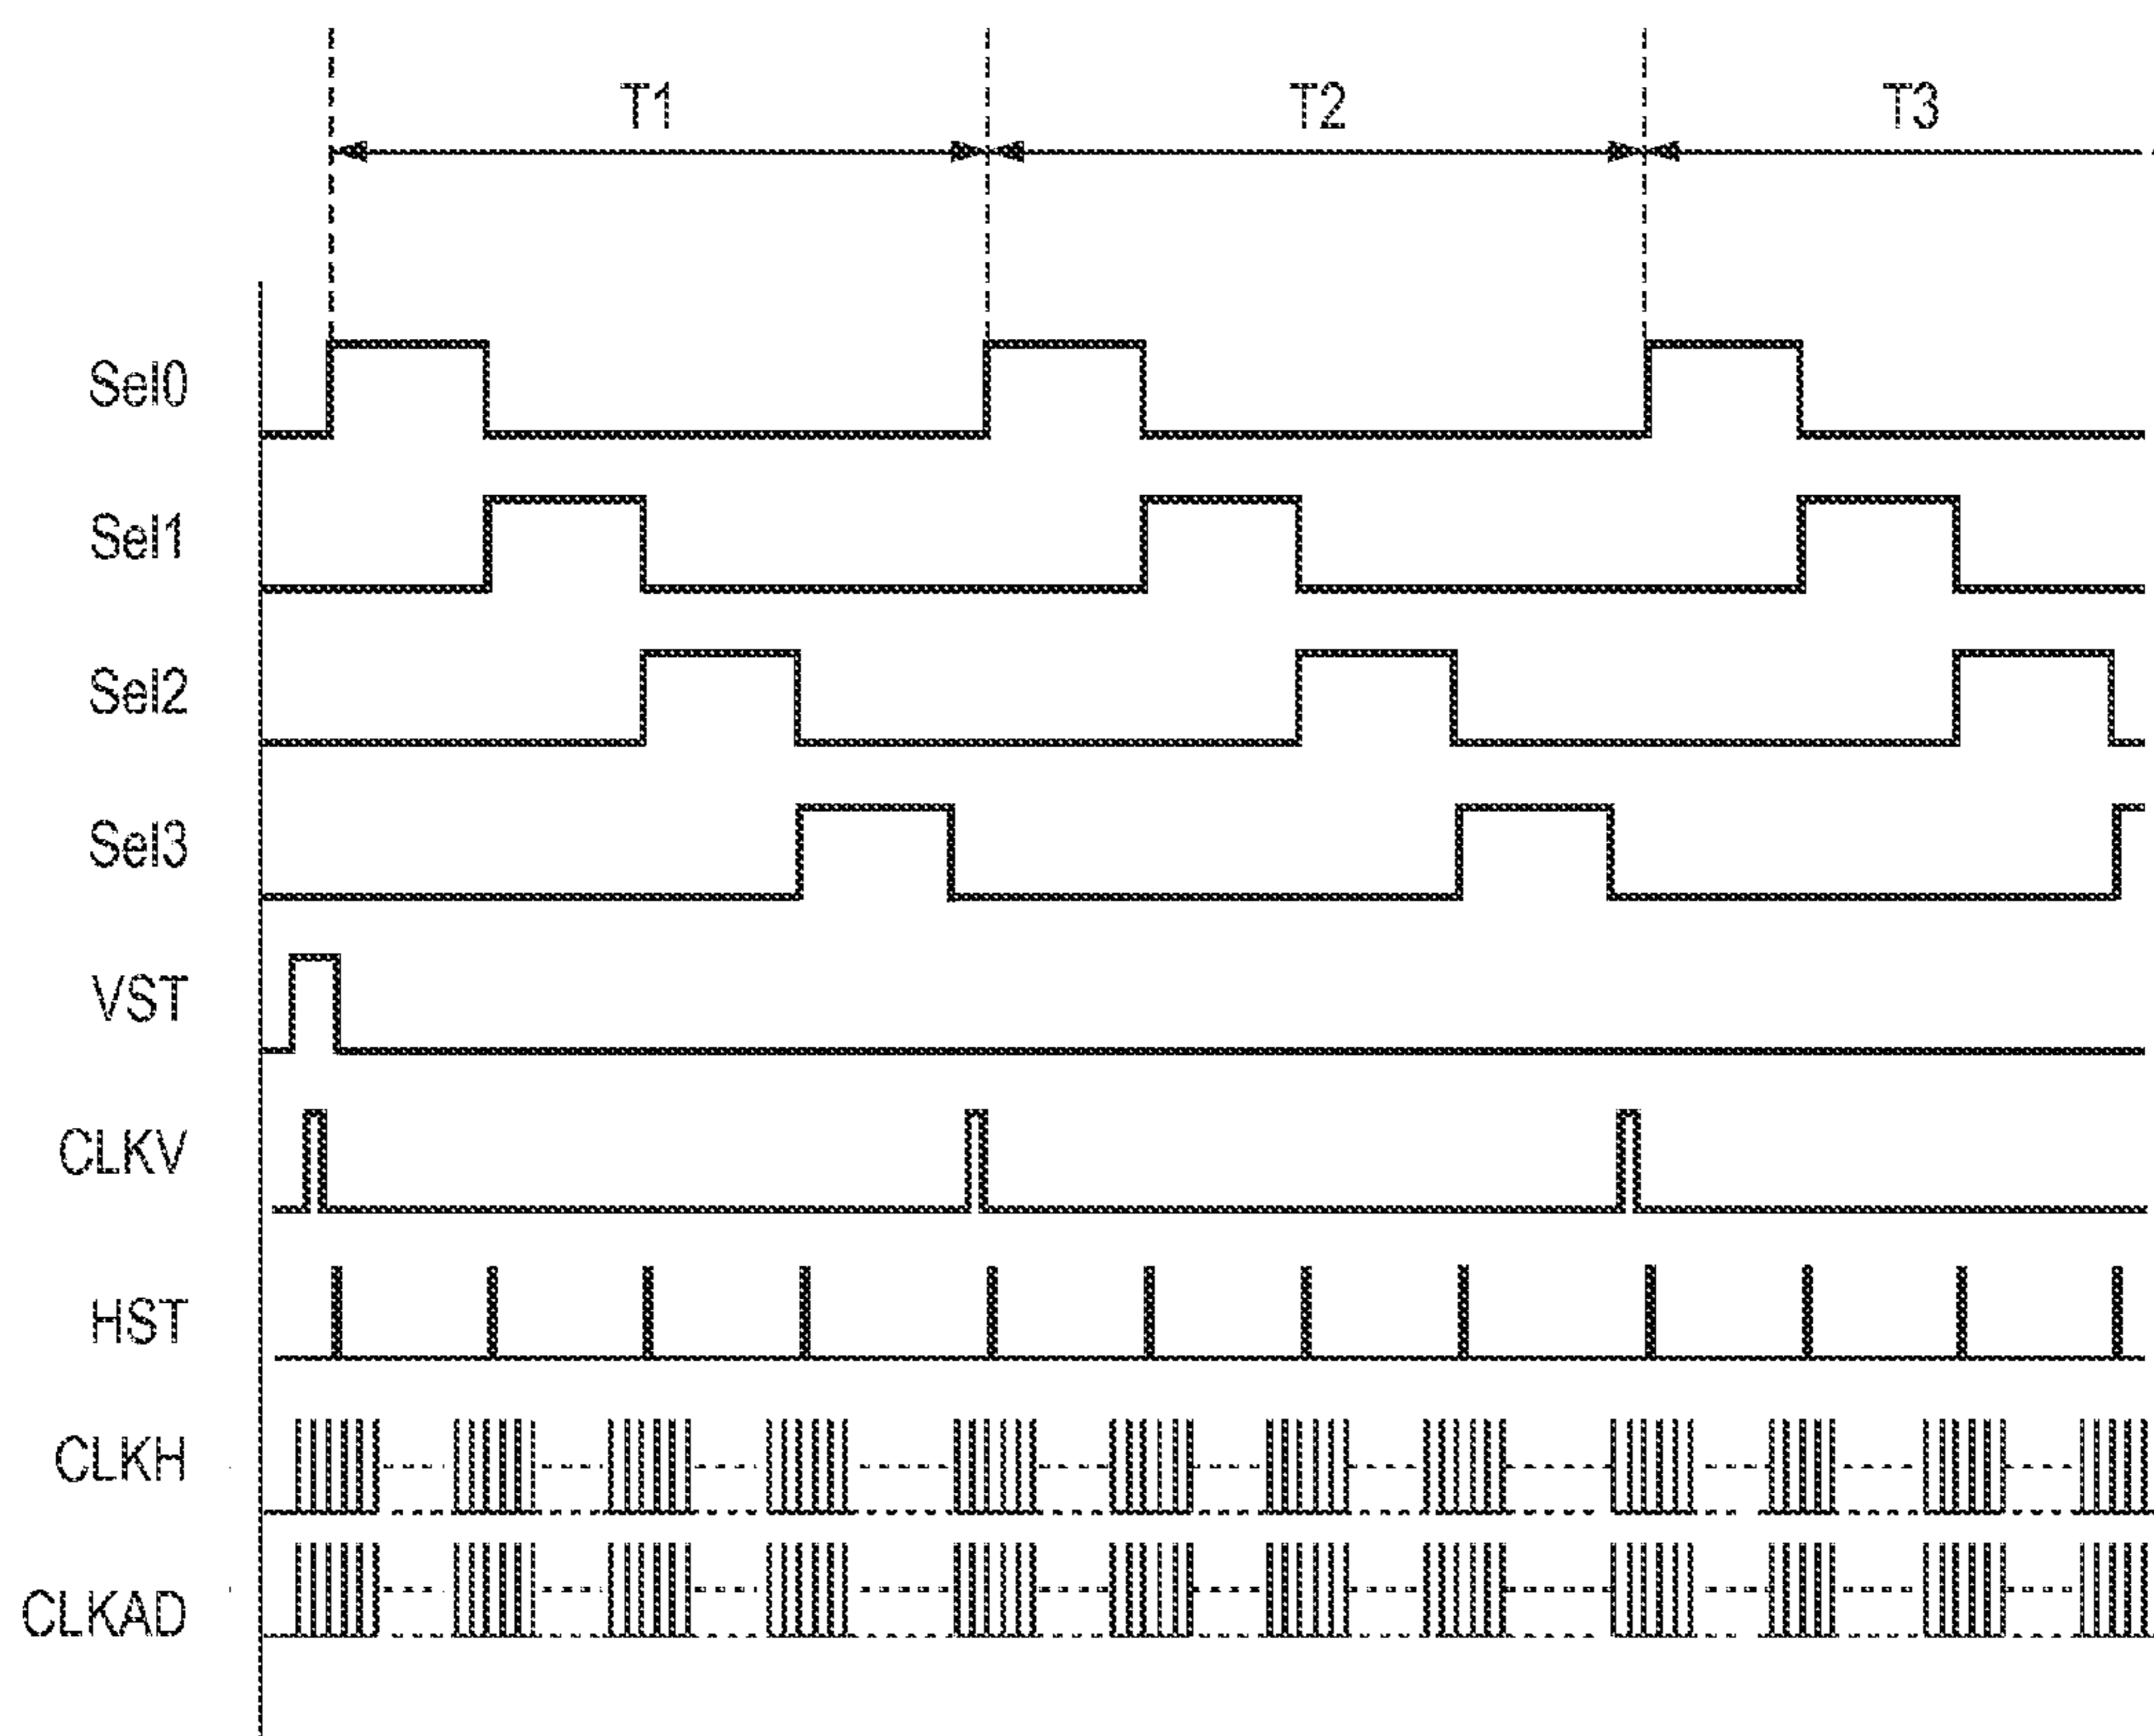 T1 T2 T3
Sel0
Sel1
Sel2
Sel3
VST
CLKV
HST
CLKH
CLKAD